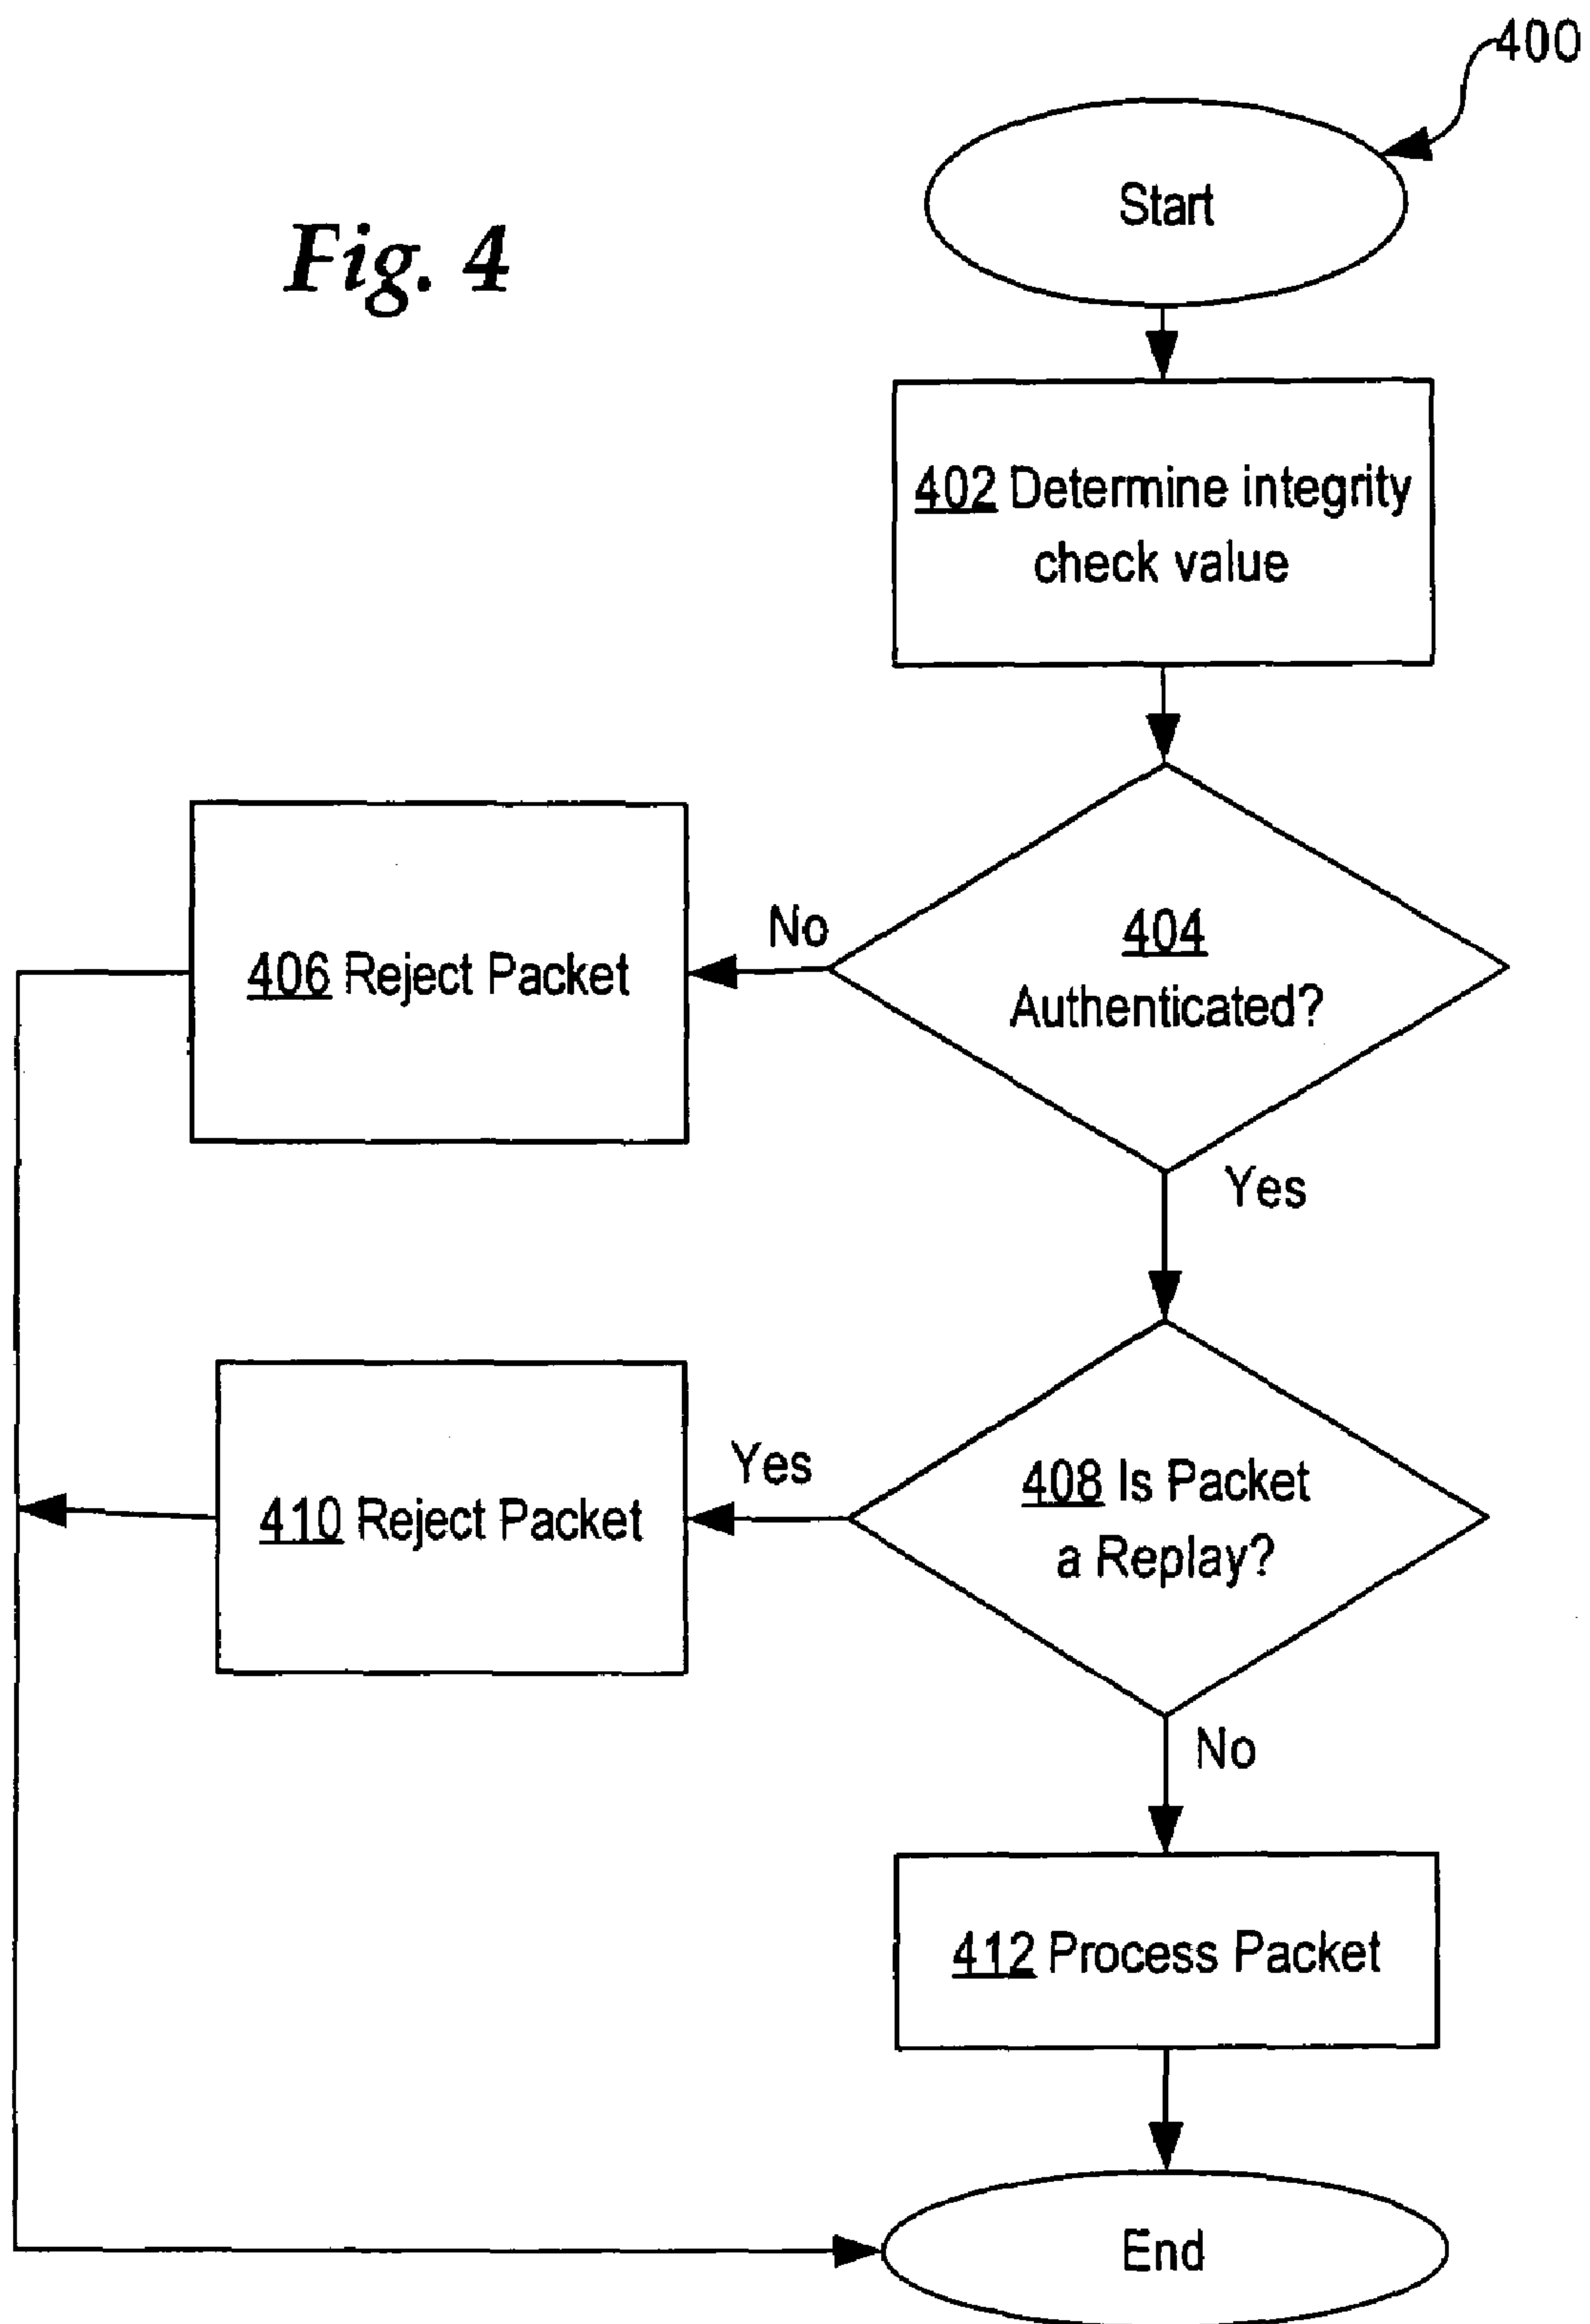 400
Start
Fig. 4
402 Determine integrity
check value
404
Authenticated?
No
406 Reject Packet
Yes
408 Is Packet
a Replay?
Yes
410 Reject Packet
No
412 Process Packet
End